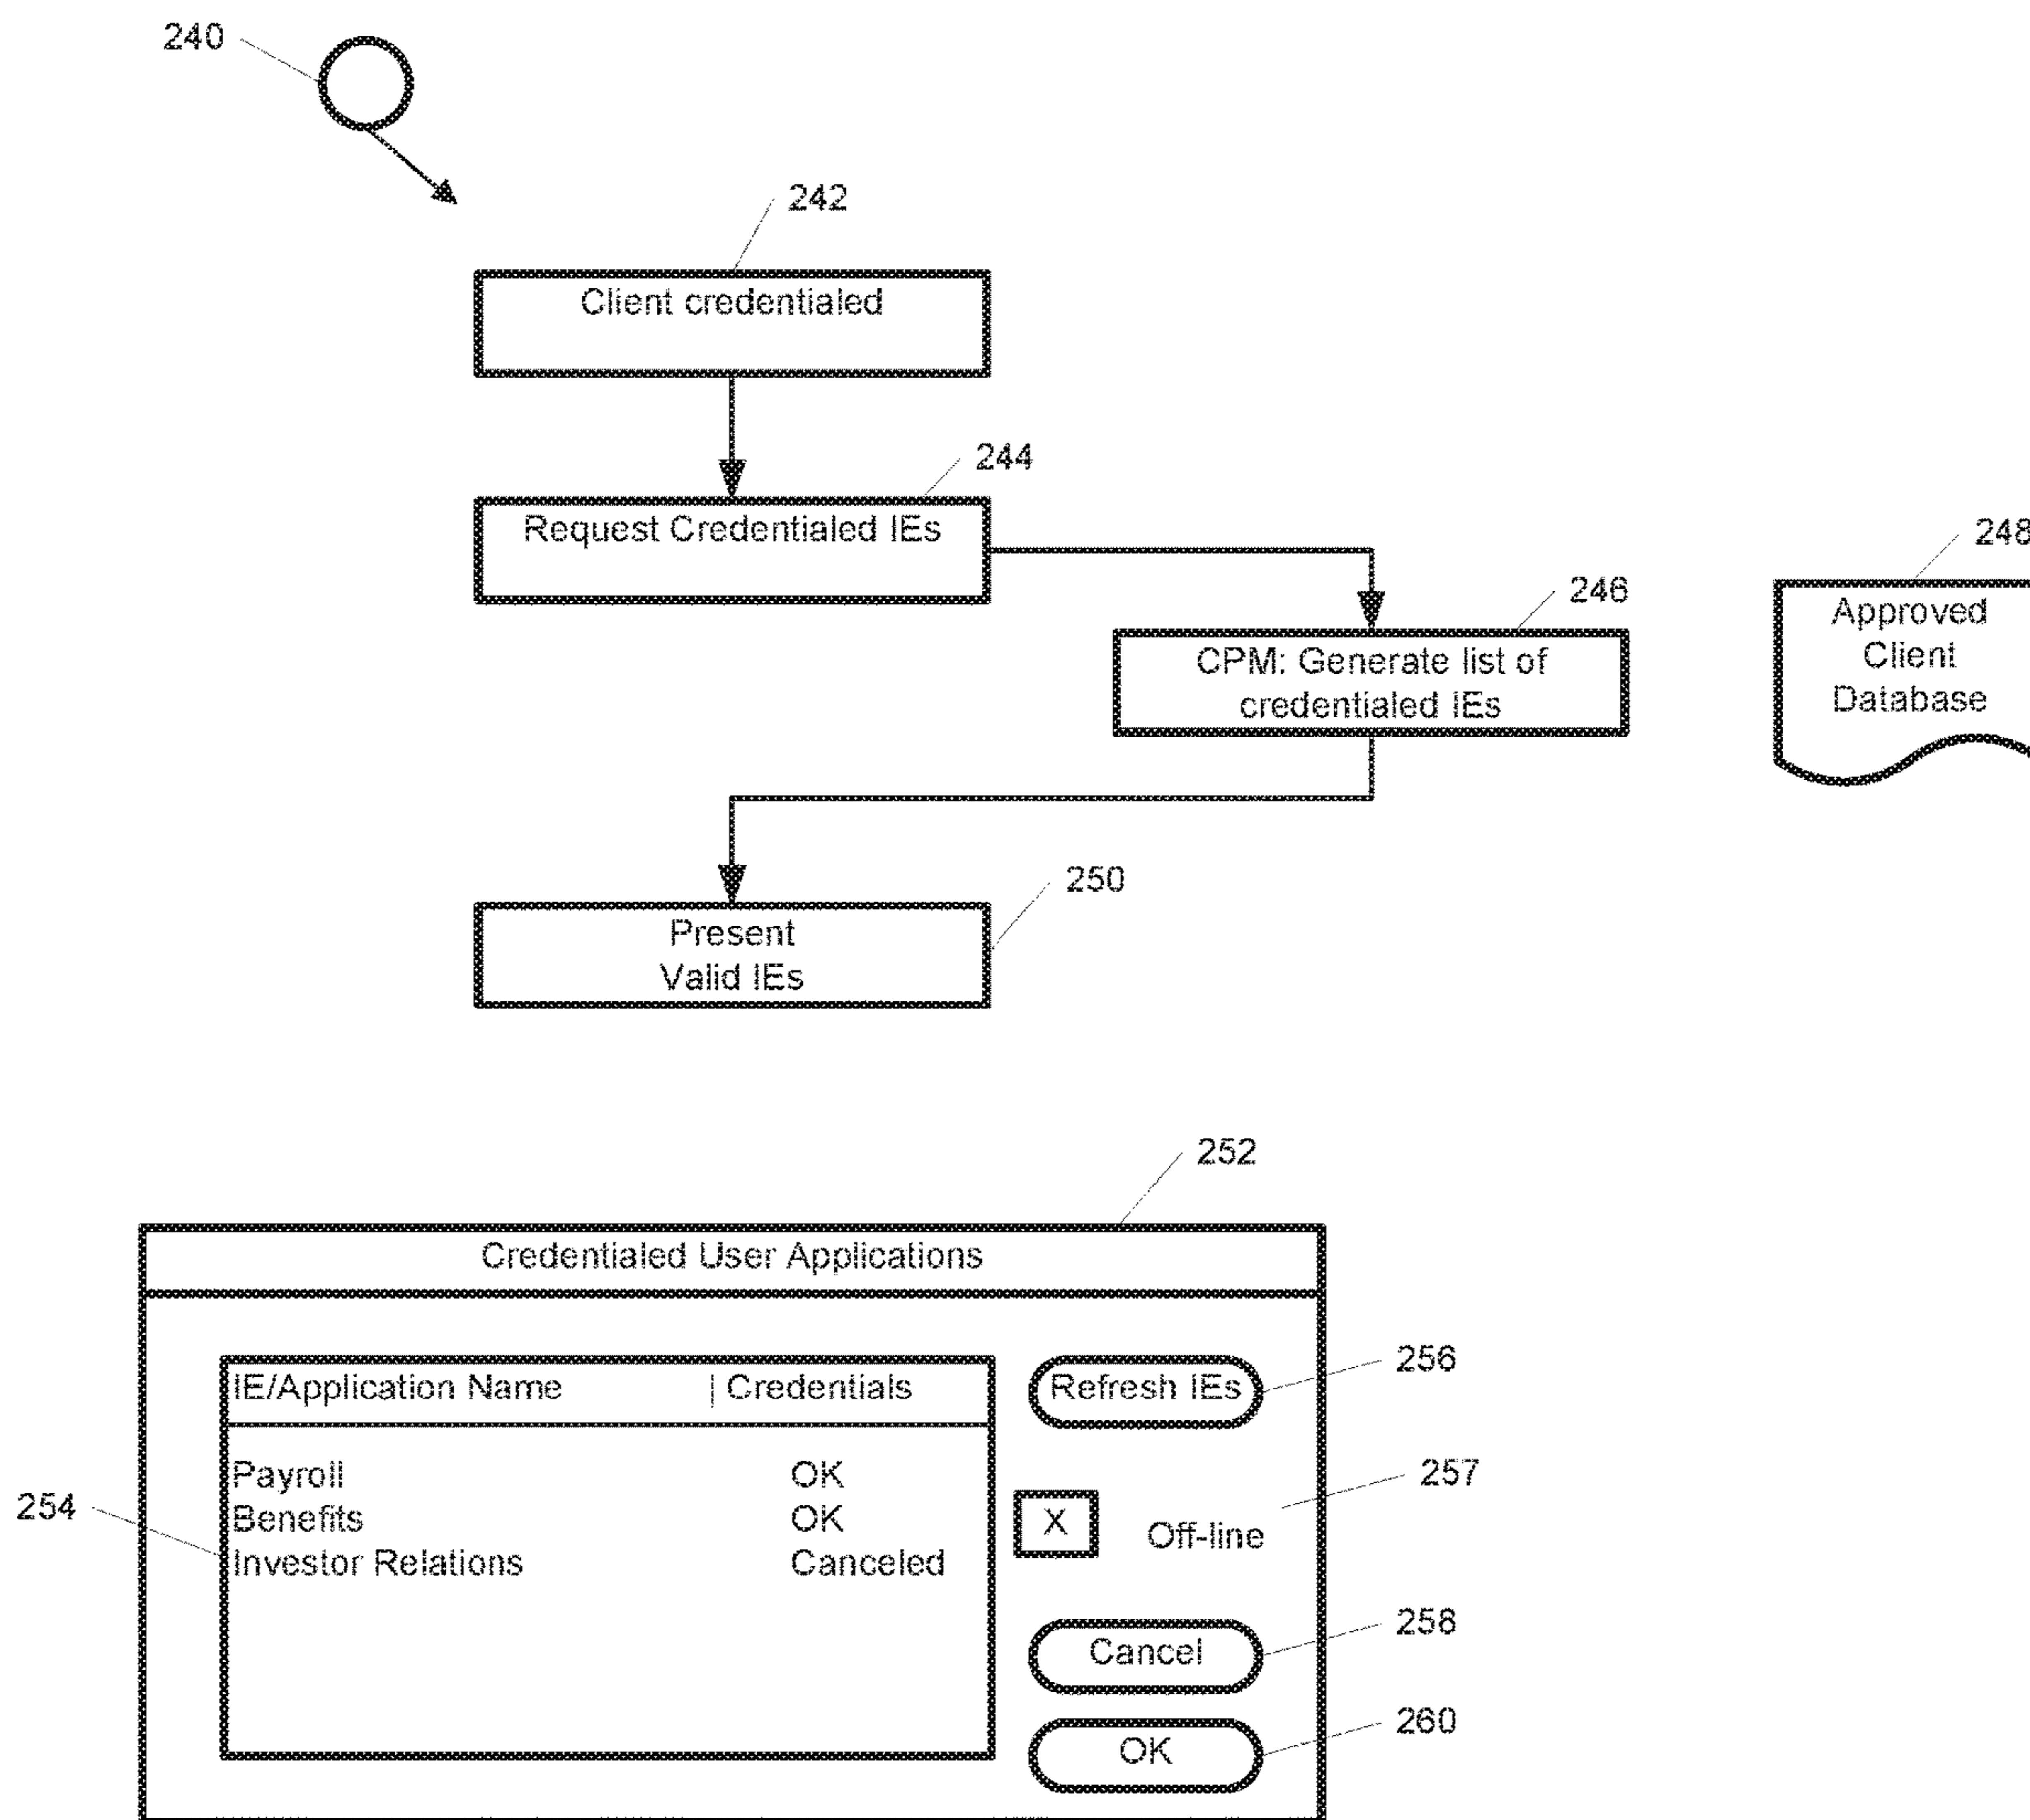 240
242
Client credentialed
244
Request Credentialed IEs
248
246
Approved
Client
Database
CPM: Generate list of
credentialed IEs
250
Present
Valid IEs
252
Credentialed User Applications
IE/Application Name | Credentials
Refresh IEs
256
Payroll OK
Benefits OK
Investor Relations Canceled
254
X
Off-line
257
Cancel
258
OK
260